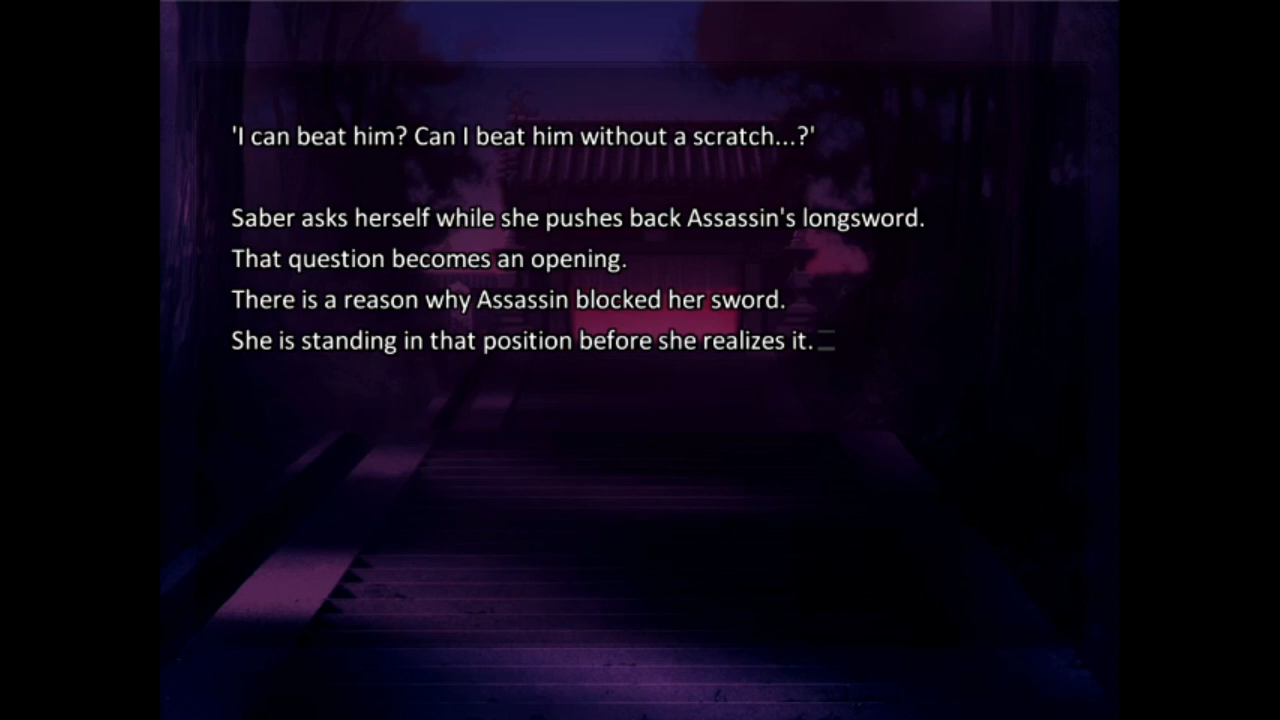 'I can beat him? Can I beat him without a scratch...?'
Saber asks herself while she pushes back Assassin's longsword.
That question becomes an opening.
There is a reason why Assassin blocked her sword.
She is standing in that position before she realizes it.